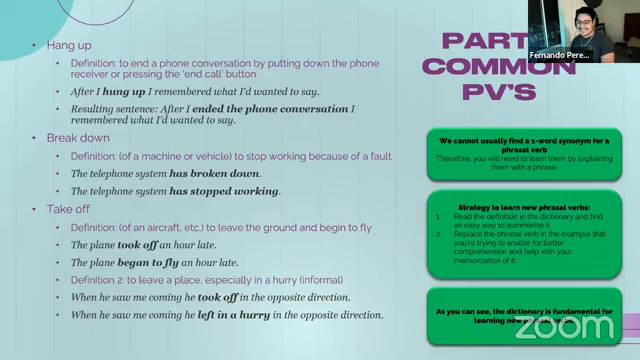 Hang up
Definition: to end a phone conversation by putting down the phone
receiver or pressing the 'end call' button
After I hung up I remembered what I'd wanted to say.
Resulting sentence: After I ended the phone conversation I
remembered what I'd wanted to say.
Break down
Definition: (of a machine or vehicle) to stop working because of a fault
The telephone system has broken down.
The telephone system has stopped working.
Take off
Definition: (of an aircraft, etc.) to leave the ground and begin to fly
The plane took off an hour late.
The plane began to fly an hour late.
Definition 2: to leave a place, especially in a hurry (informal)
When he saw me coming he took off in the opposite direction.
When he saw me coming he left in a hurry in the opposite direction.
PART
COMMON
PV'S
Fernando Pere...
We cannot usually find a 1-word synonym for a
phrasal verb
Therefore, you will need to learn them by explaining
them with a phrase.
Strategy to learn new phrasal verbs:
1. Read the definition in the dictionary and find
an easy way to summarize it.
2. Replace the phrasal verb in the example that
you're trying to analize for better
comprehension and help with your
memorization of it.
As you can see, the dictionary is fundamental for
learning new phrasal verbs.
zoom